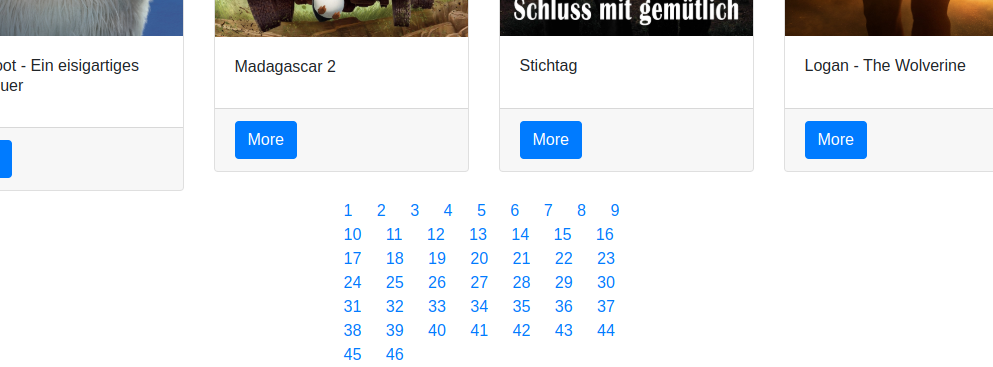 Schluss mit gemütlich
oot - Ein eisigartiges
uer
Madagascar 2
Stichtag
Logan - The Wolverine
More
More
More
1 2 3 4 5 6 7 8 9
10 11 12 13 14 15 16
17 18 19 20 21 22 23
24 25 26 27 28 29 30
31 32 33 34 35 36 37
38 39 40 41 42 43 44
45 46